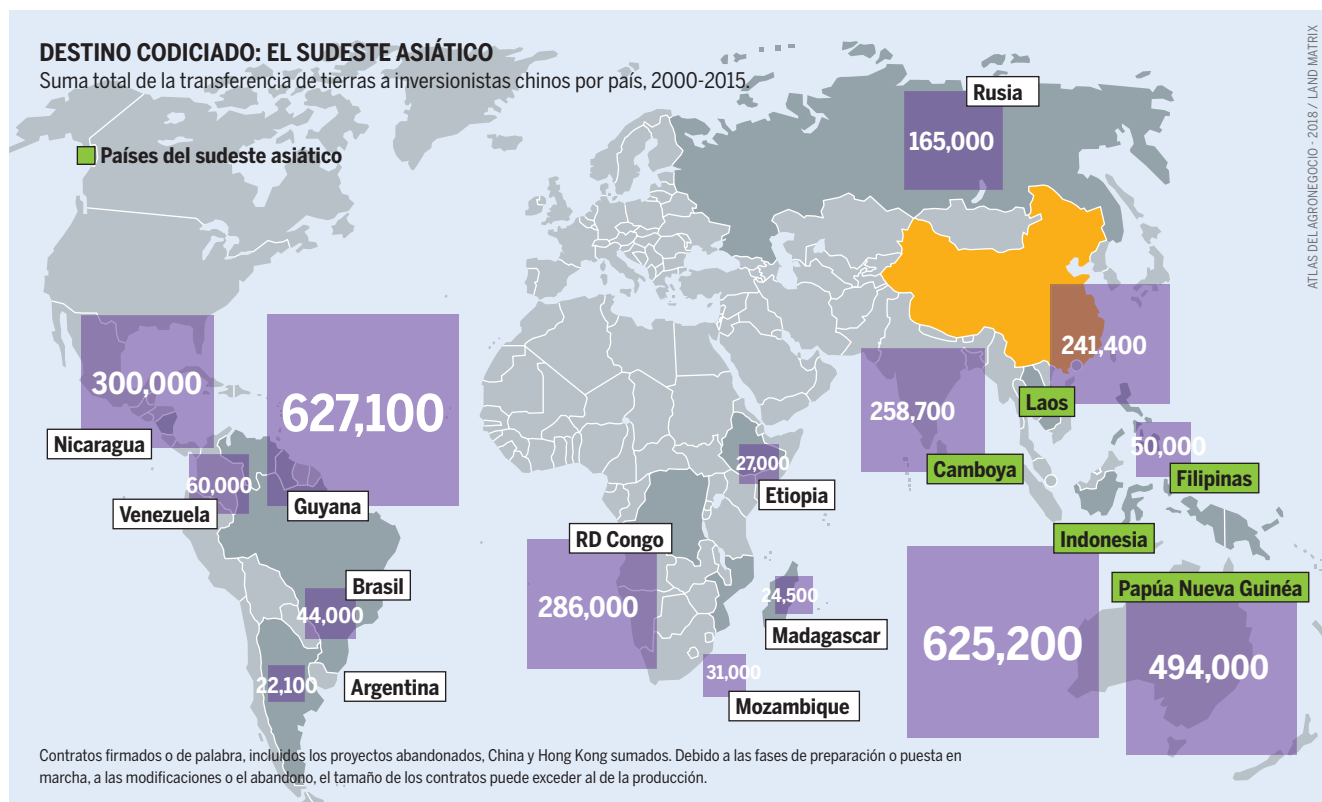 DESTINO CODICIADO: EL SUDESTE ASIÁTICO
Suma total de la transferencia de tierras a inversionistas chinos por país, 2000-2015.
Países del sudeste asiático
Rusia
165,000
300,000
Nicaragua
627,100
Guyana
60,000
Venezuela
Brasil
44,000
22,100
Argentina
RD Congo
286,000
27,000
Etiopia
24,500
Madagascar
31,000
Mozambique
241,400
Laos
258,700
Camboya
50,000
Filipinas
Indonesia
625,200
Papúa Nueva Guinéa
494,000
Contratos firmados o de palabra, incluidos los proyectos abandonados, China y Hong Kong sumados. Debido a las fases de preparación o puesta en
marcha, a las modificaciones o el abandono, el tamaño de los contratos puede exceder al de la producción.
ATLAS DEL AGRONEGOCIO - 2018 / LAND MATRIX